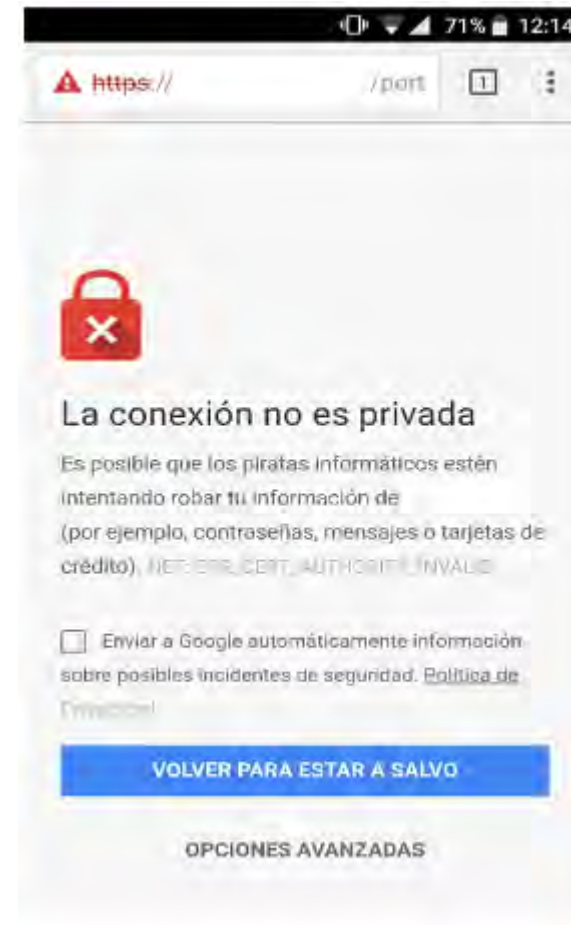 71% 12:14
https:// /port 1
La conexión no es privada
Es posible que los piratas informáticos estén
intentando robar tu información de
(por ejemplo, contraseñas, mensajes o tarjetas de
crédito). NET::ERR_CERT_AUTHORITY_INVALID
Enviar a Google automáticamente información
sobre posibles incidentes de seguridad. Política de
VOLVER PARA ESTAR A SALVO
OPCIONES AVANZADAS